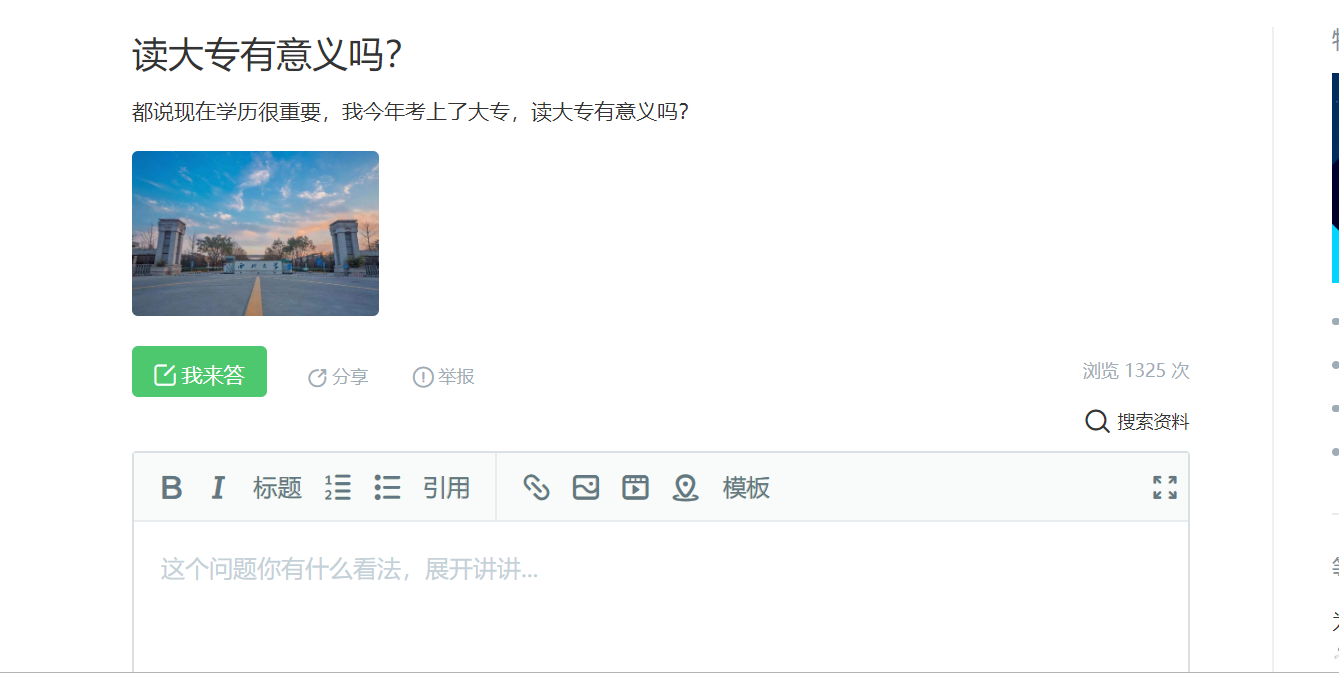 读大专有意义吗？
都说现在学历很重要，我今年考上了大专，读大专有意义吗？
我来答
分享
举报
浏览 1325 次
搜索资料
B I 标题 引用 模板
这个问题你有什么看法，展开讲讲...